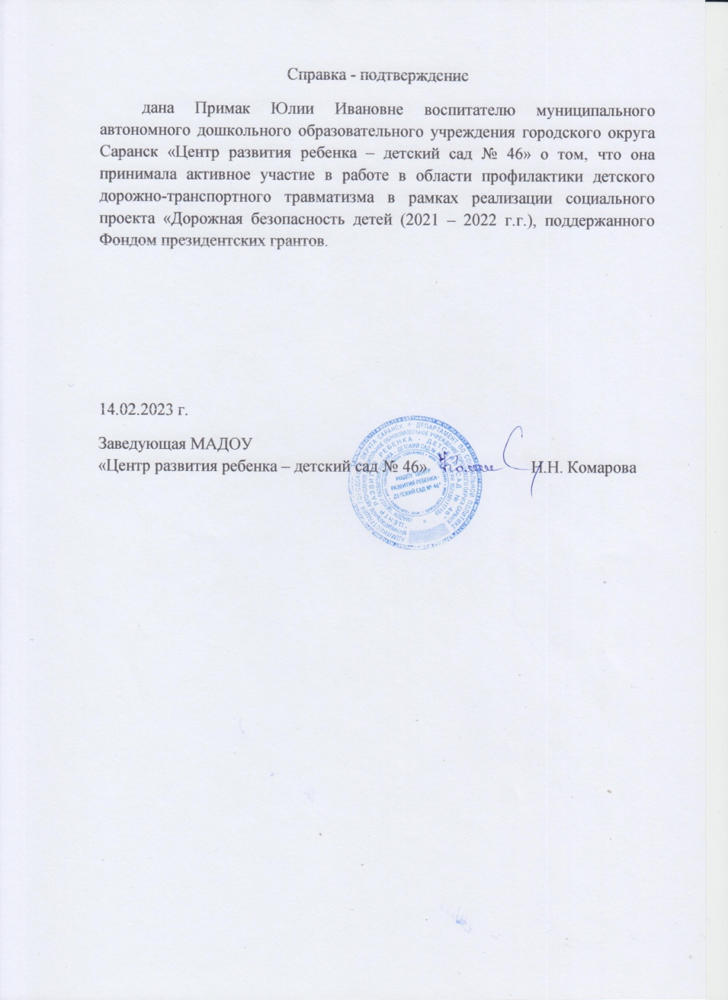 Справка - подтверждение
дана Примак Юлии Ивановне воспитателю муниципального
автономного дошкольного образовательного учреждения городского округа
Саранск «Центр развития ребенка – детский сад № 46» о том, что она
принимала активное участие в работе в области профилактики детского
дорожно-транспортного травматизма в рамках реализации социального
проекта «Дорожная безопасность детей (2021 – 2022 г.г.), поддержанного
Фондом президентских грантов.
14.02.2023 г.
Заведующая МАДОУ
«Центр развития ребенка – детский сад № 46»
Н.Н. Комарова
МАДОУ "ЦЕНТР
РАЗВИТИЯ РЕБЕНКА -
ДЕТСКИЙ САД № 46"